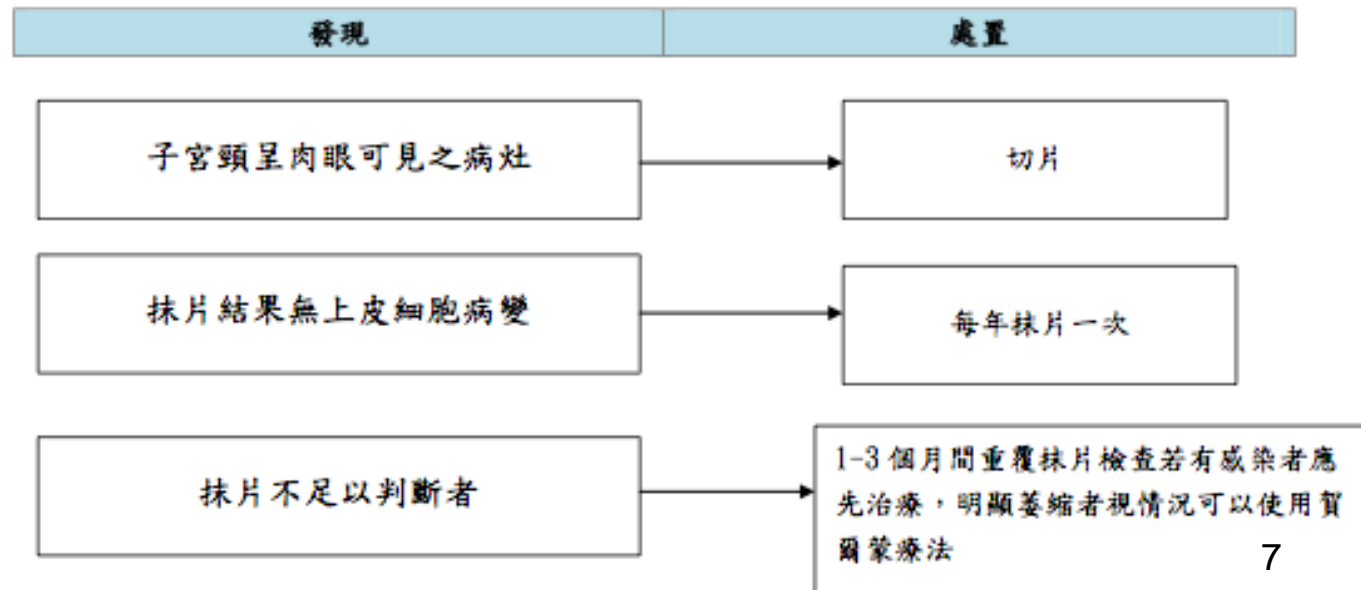 發現
處置
子宮頸呈肉眼可見之病灶
切片
抹片結果無上皮細胞病變
每年抹片一次
抹片不足以判斷者
1-3 個月間重覆抹片檢查若有感染者應
先治療，明顯萎縮者視情況可以使用賀
爾蒙療法
7